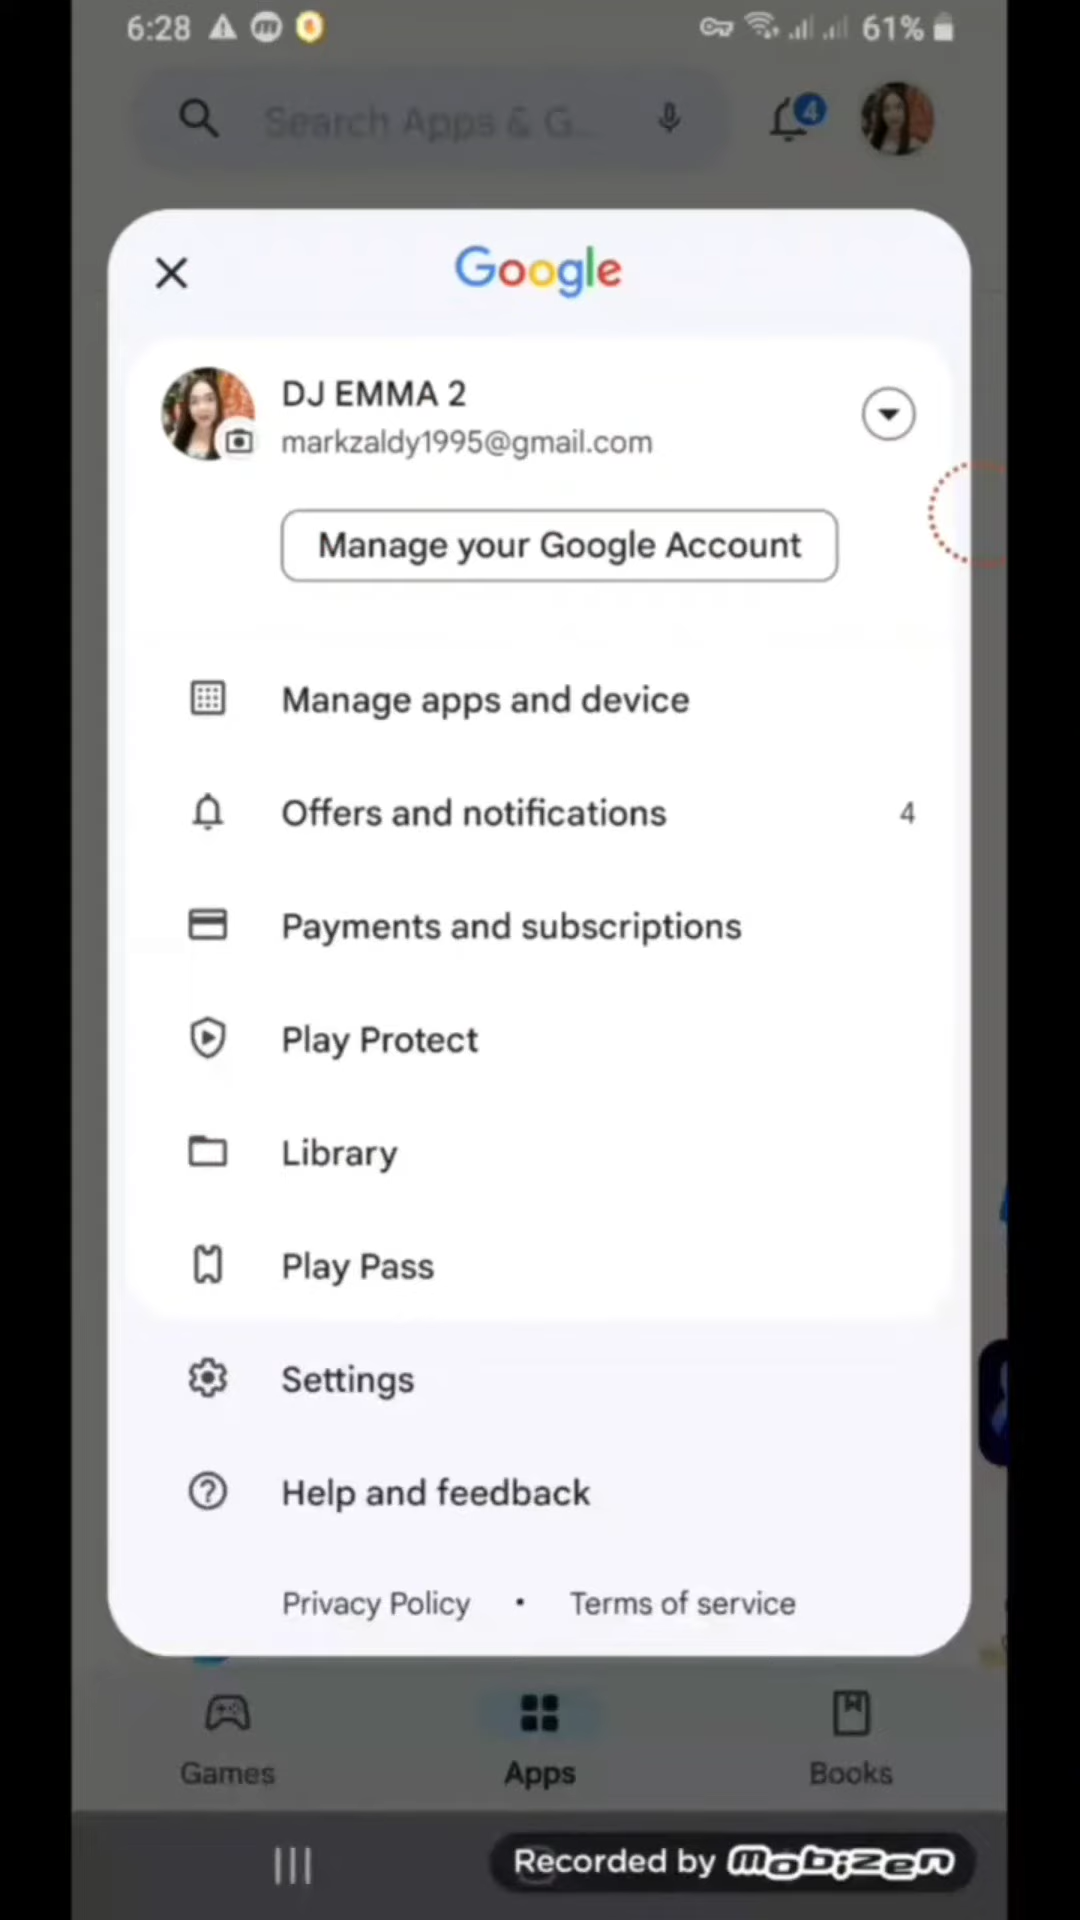 6:28
61%
Search Apps & G...
4
Google
DJ EMMA 2
markzaldy1995@gmail.com
Manage your Google Account
Manage apps and device
Offers and notifications 4
Payments and subscriptions
Play Protect
Library
Play Pass
Settings
Help and feedback
Privacy Policy • Terms of service
Games Apps Books
Recorded by mobizen